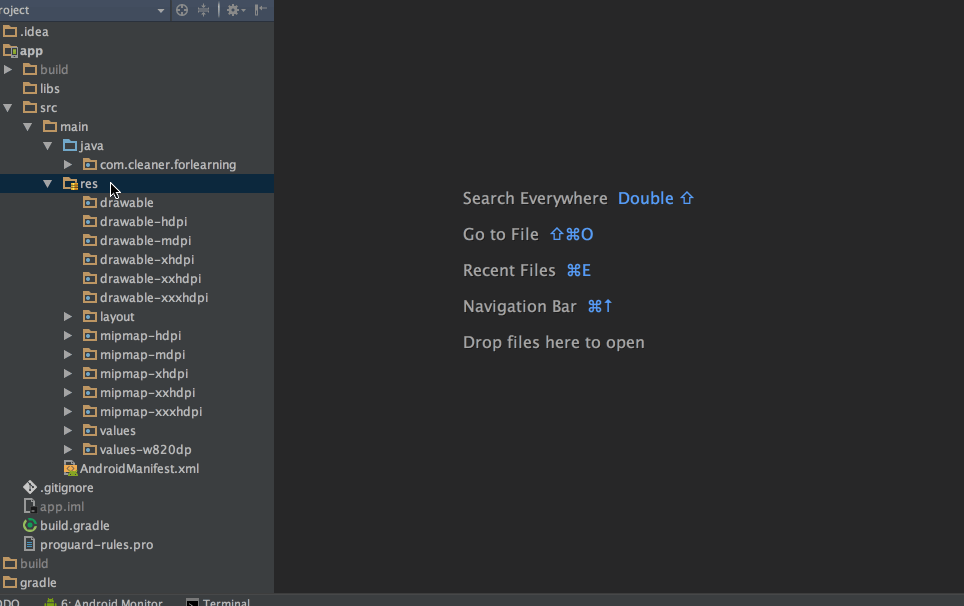 roject
.idea
app
build
libs
src
main
java
com.cleaner.forlearning
res
drawable
drawable-hdpi
drawable-mdpi
drawable-xhdpi
drawable-xxhdpi
drawable-xxxhdpi
layout
mipmap-hdpi
mipmap-mdpi
mipmap-xhdpi
mipmap-xxhdpi
mipmap-xxxhdpi
values
values-w820dp
AndroidManifest.xml
.gitignore
app.iml
build.gradle
proguard-rules.pro
build
gradle
Search Everywhere Double ⇧
Go to File ⇧⌘O
Recent Files ⌘E
Navigation Bar ⌘↑
Drop files here to open
ODO 6: Android Monitor Terminal